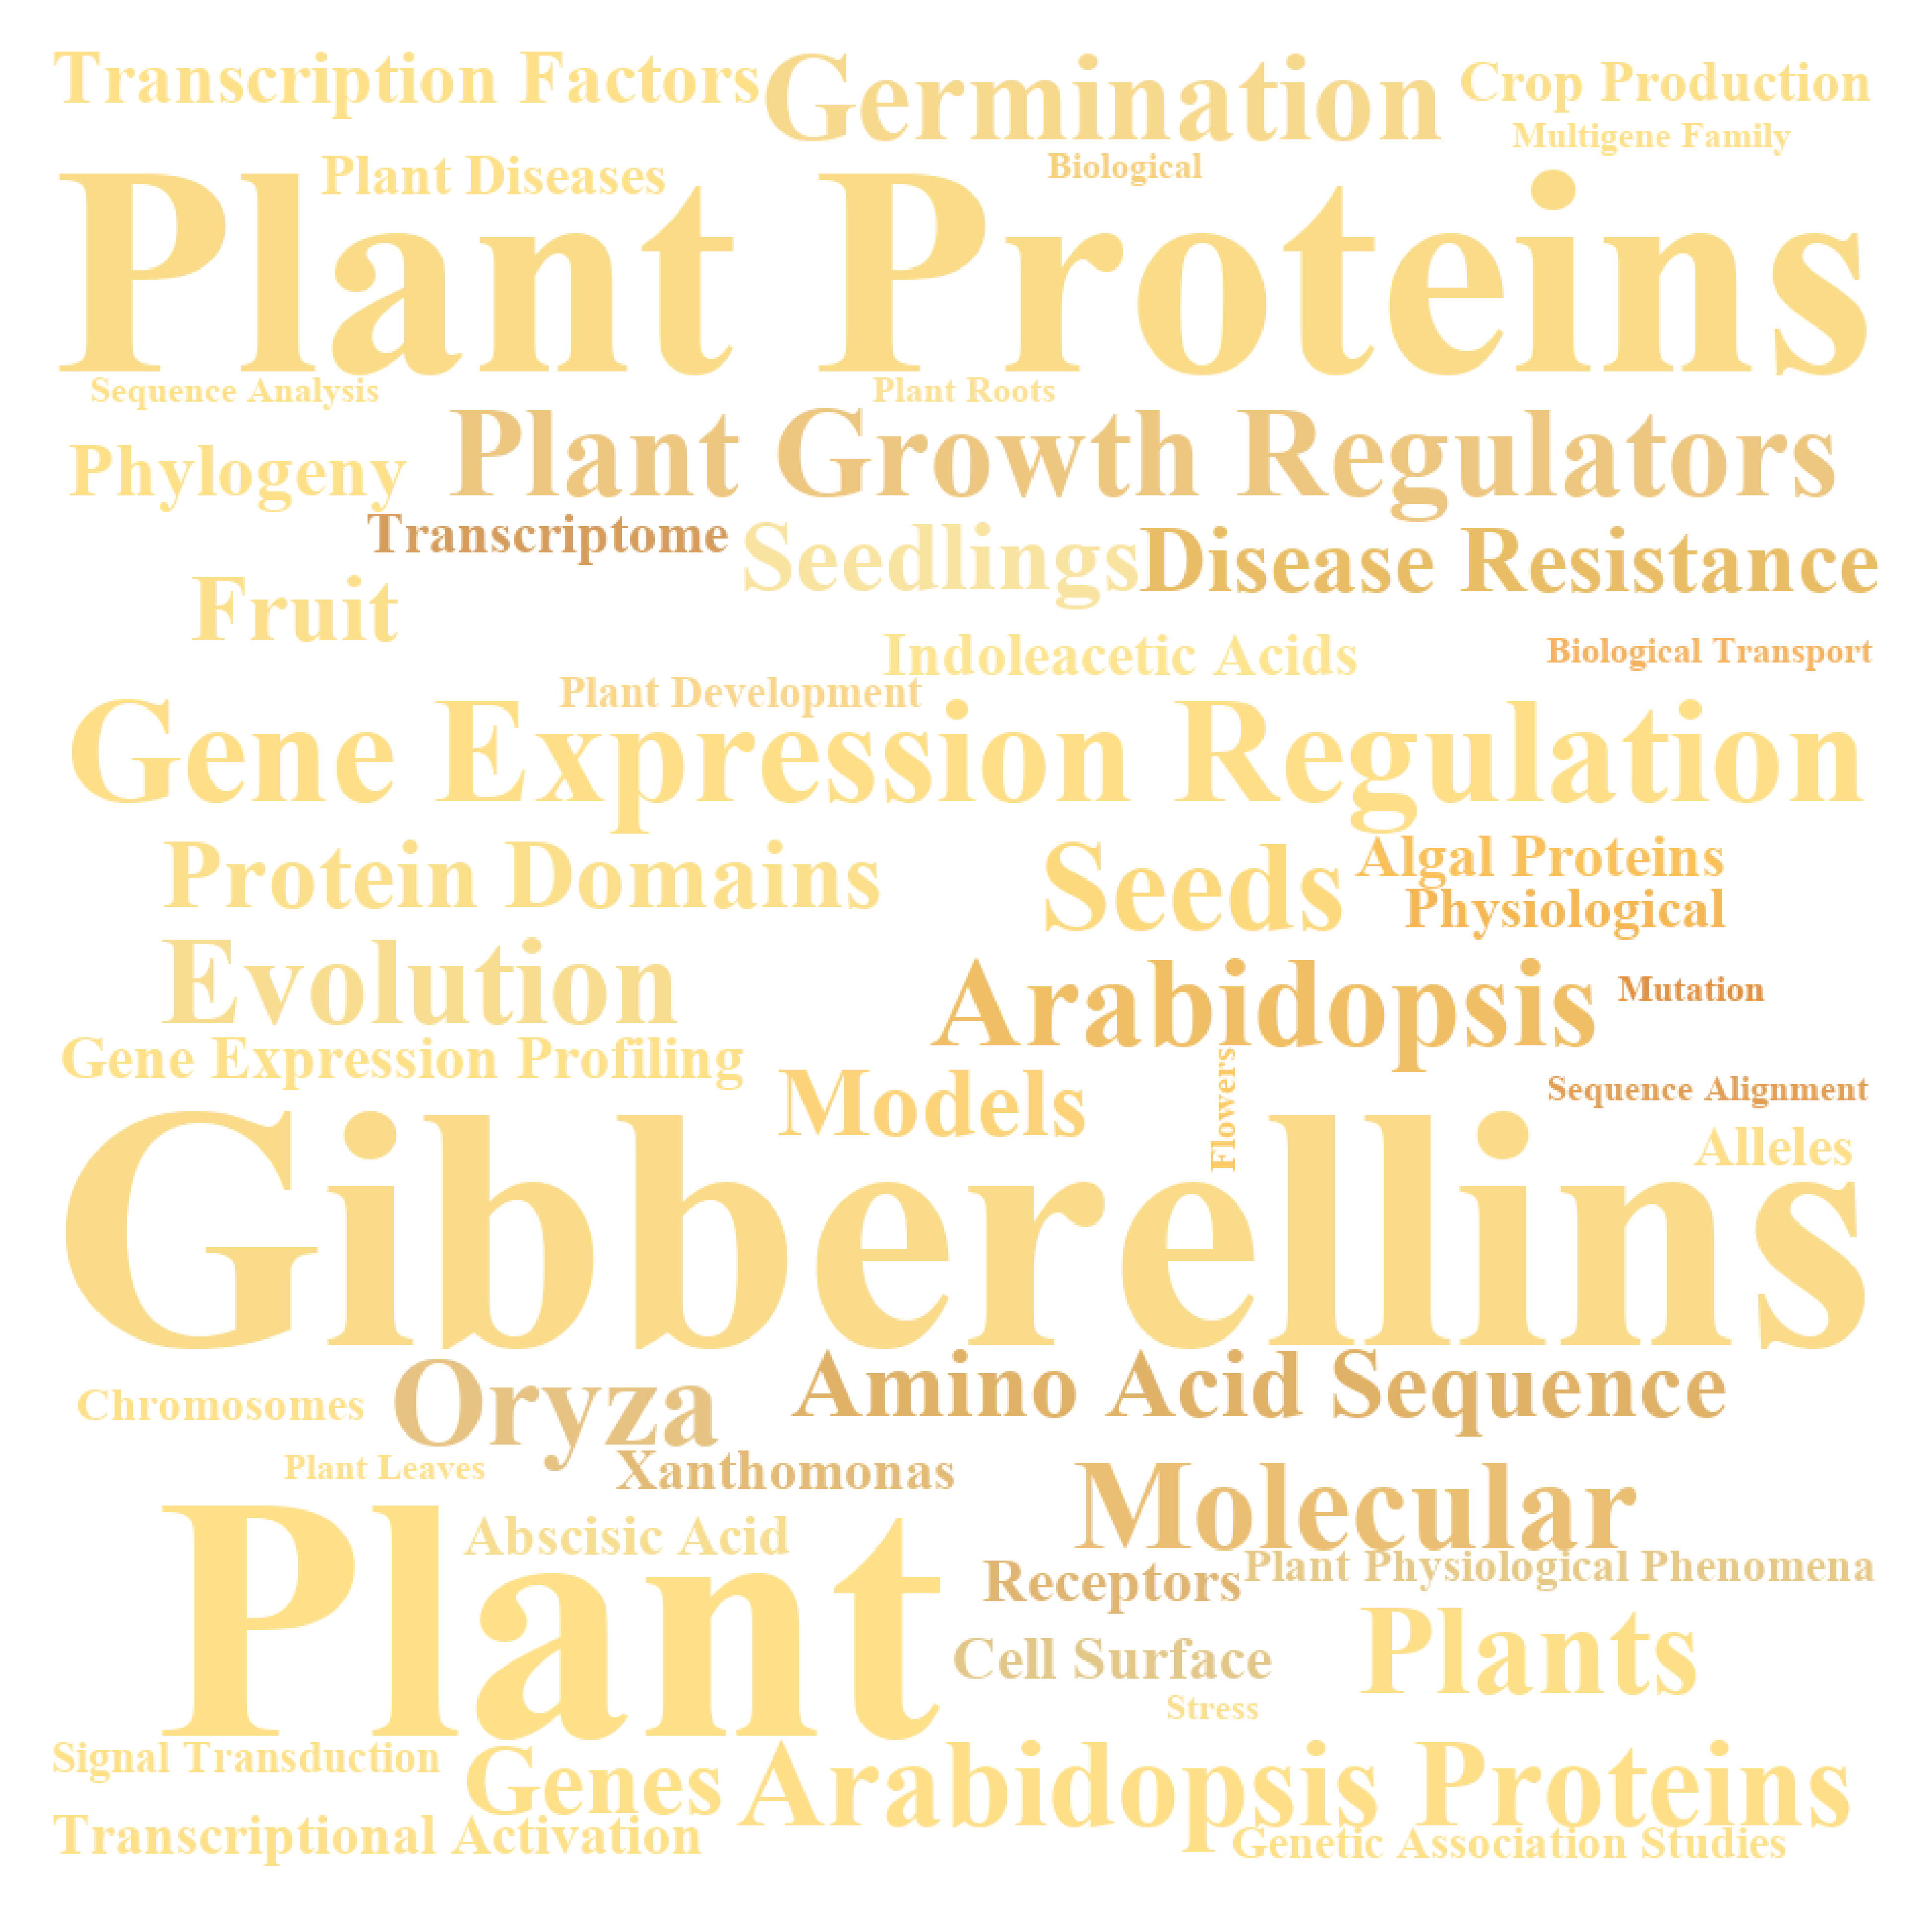 Transcription Factors
Germination
Crop Production
Multigene Family
Plant Diseases
Biological
Plant Proteins
Sequence Analysis
Plant Roots
Phylogeny
Plant Growth Regulators
Transcriptome
Seedlings
Disease Resistance
Fruit
Indoleacetic Acids
Biological Transport
Plant Development
Gene Expression Regulation
Protein Domains
Seeds
Algal Proteins
Physiological
Evolution
Arabidopsis
Mutation
Gene Expression Profiling
Models
Flowers
Sequence Alignment
Alleles
Gibberellins
Chromosomes
Oryza
Amino Acid Sequence
Plant Leaves
Xanthomonas
Molecular
Plant
Abscisic Acid
Receptors
Plant Physiological Phenomena
Cell Surface
Plants
Stress
Signal Transduction
Genes
Arabidopsis Proteins
Transcriptional Activation
Genetic Association Studies